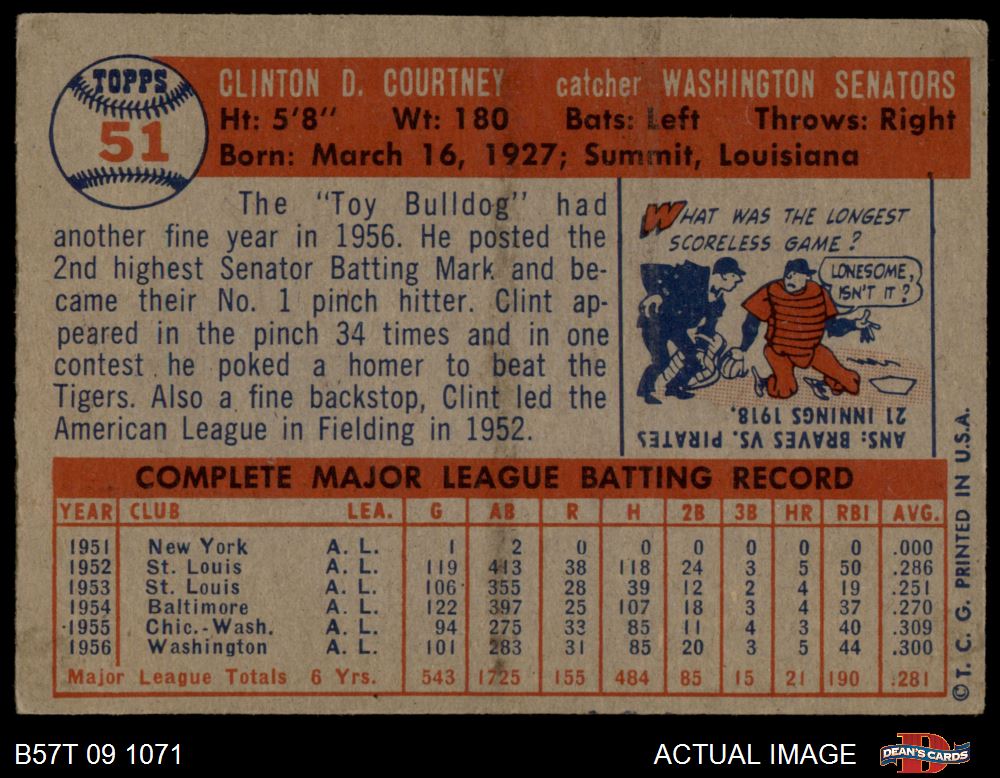 TOPPS
51
CLINTON D. COURTNEY catcher WASHINGTON SENATORS
Ht: 5'8" Wt: 180 Bats: Left Throws: Right
Born: March 16, 1927; Summit, Louisiana
The "Toy Bulldog" had
another fine year in 1956. He posted the
2nd highest Senator Batting Mark and be-
came their No. 1 pinch hitter. Clint ap-
peared in the pinch 34 times and in one
contest he poked a homer to beat the
Tigers. Also a fine backstop, Clint led the
American League in Fielding in 1952.
WHAT WAS THE LONGEST
SCORELESS GAME?
LONESOME,
ISN'T IT?
ANS: BRAVES VS. PIRATES
21 INNINGS 1918.
COMPLETE MAJOR LEAGUE BATTING RECORD
YEAR CLUB LEA. G AB R H 2B 3B HR RBI AVG.
1951 New York A. L. 1 2 0 0 0 0 0 0 .000
1952 St. Louis A. L. 119 413 38 118 24 3 5 50 .286
1953 St. Louis A. L. 106 355 28 39 12 2 4 19 .251
1954 Baltimore A. L. 122 397 25 107 18 3 4 37 .270
1955 Chic.-Wash. A. L. 94 275 33 85 11 4 3 40 .309
1956 Washington A. L. 101 283 31 85 20 3 5 44 .300
Major League Totals 6 Yrs. 543 1725 155 484 85 15 21 190 .281
© T. C. G. PRINTED IN U.S.A.
B57T 09 1071
ACTUAL IMAGE
DEAN'S CARDS